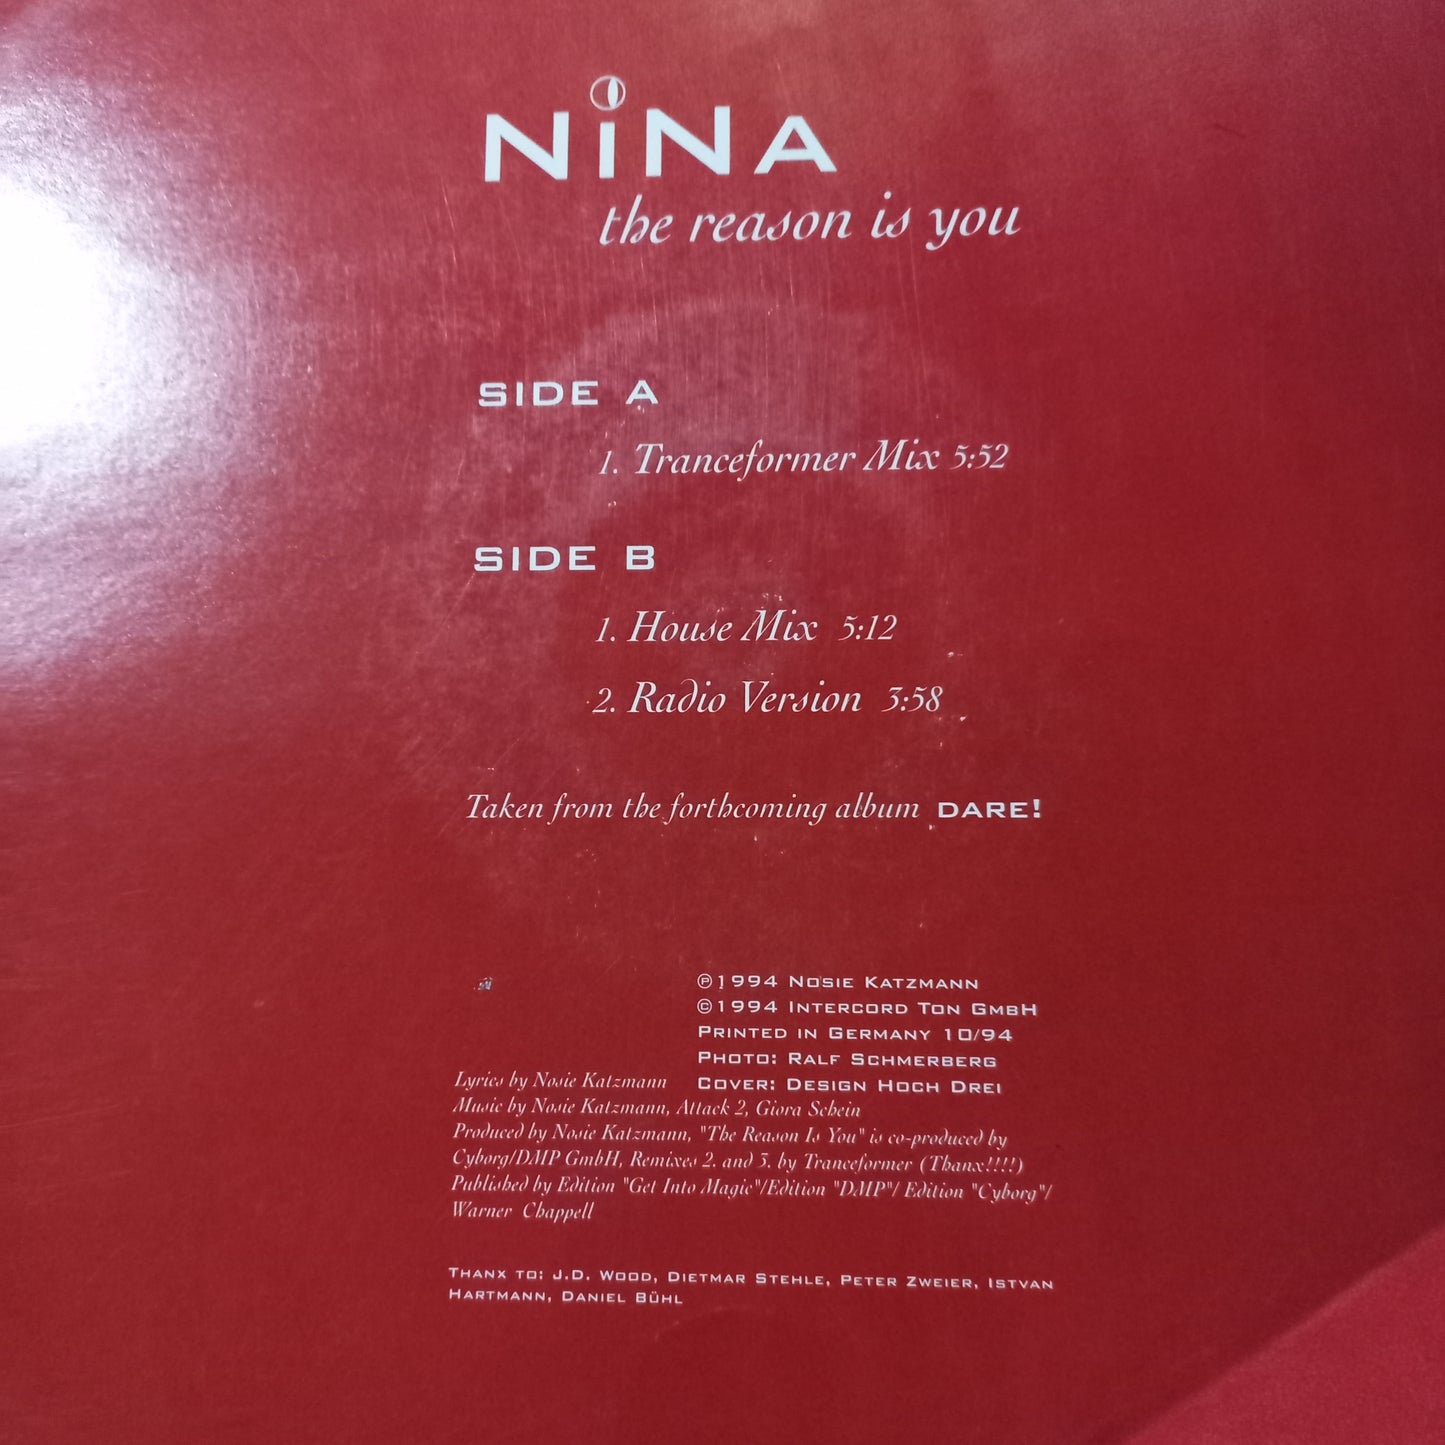 NiNA
the reason is you
SIDE A
1. Tranceformer Mix 5:52
SIDE B
1. House Mix 5:12
2. Radio Version 3:58
Taken from the forthcoming album DARE!
℗1994 Nosie Katzmann
©1994 Intercord Ton GmbH
Printed in Germany 10/94
Photo: Ralf Schmerberg
Cover: Design Hoch Drei
Lyrics by Nosie Katzmann
Music by Nosie Katzmann, Attack 2, Giora Schein
Produced by Nosie Katzmann, "The Reason Is You" is co-produced by
Cyborg/DMP GmbH, Remixes 2. and 3. by Tranceformer (Thanx!!!!)
Published by Edition "Get Into Magic"/Edition "DMP"/ Edition "Cyborg"/
Warner Chappell
Thanx to: J.D. Wood, Dietmar Stehle, Peter Zweier, Istvan
Hartmann, Daniel Bühl